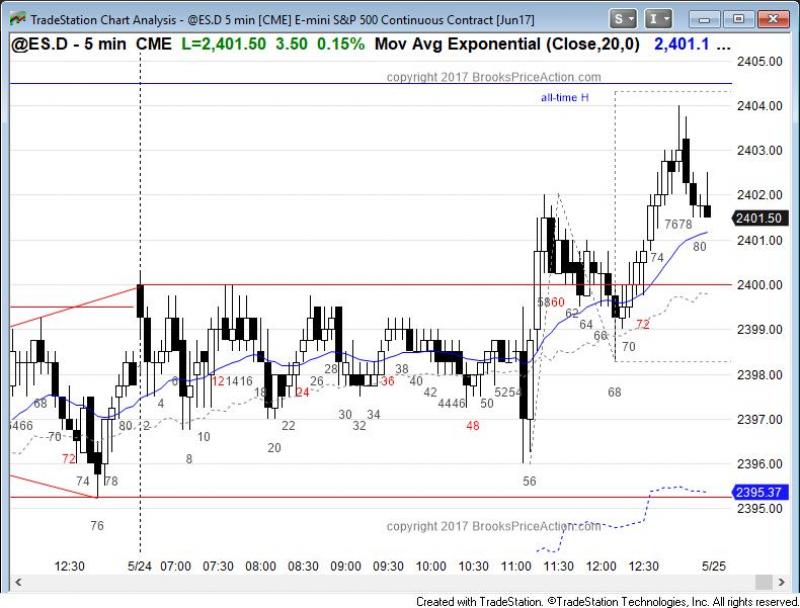 TradeStation Chart Analysis - @ES.D 5 min [CME] E-mini S&P 500 Continuous Contract [Jun17]
S I
@ES.D - 5 min CME L=2,401.50 3.50 0.15% Mov Avg Exponential (Close,20,0) 2,401.1 ...
2405.00
copyright 2017 BrooksPriceAction.com
all-time H
2404.00
2403.00
2402.00
7678
2401.50
2401.00
80
74
2400.00
58 60
62
64
72
2399.00
66
70
28
38
2398.00
6 12 1416 26 36 40
18 24 42 5254 68
68 4 4446 50
30 34
2397.00
5466 80 2 22 32 48
70 10
20
72 8
2396.00
74 78 56
2395.37
2395.00
76
copyright 2017 BrooksPriceAction.com
12:30 5/24 07:00 07:30 08:00 08:30 09:00 09:30 10:00 10:30 11:00 11:30 12:00 12:30 5/25
Created with TradeStation. ©TradeStation Technologies, Inc. All rights reserved.